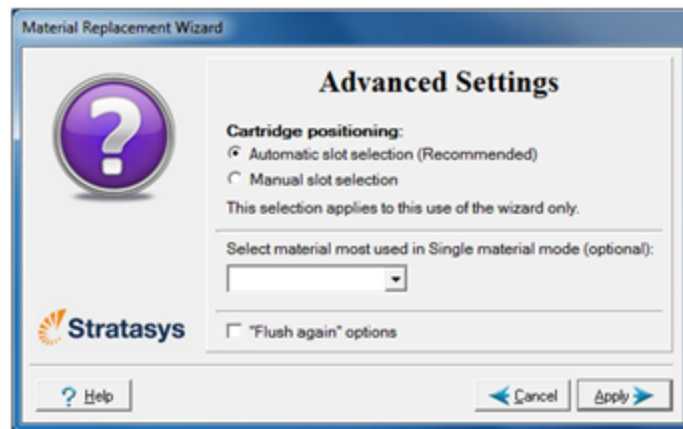 Material Replacement Wizard
Advanced Settings
Cartridge positioning:
Automatic slot selection (Recommended)
Manual slot selection
This selection applies to this use of the wizard only.
Select material most used in Single material mode (optional):
Stratasys
"Flush again" options
? Help
Cancel
Apply